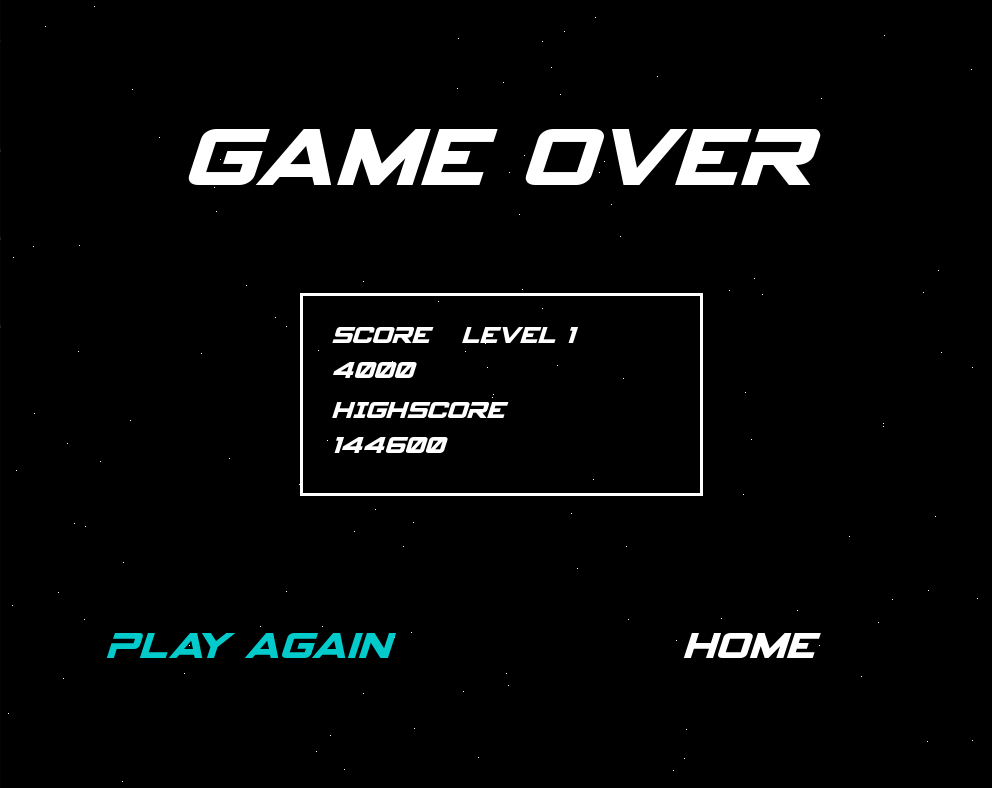 GAME OVER
SCORE LEVEL 1
4000
HIGHSCORE
144600
PLAY AGAIN HOME